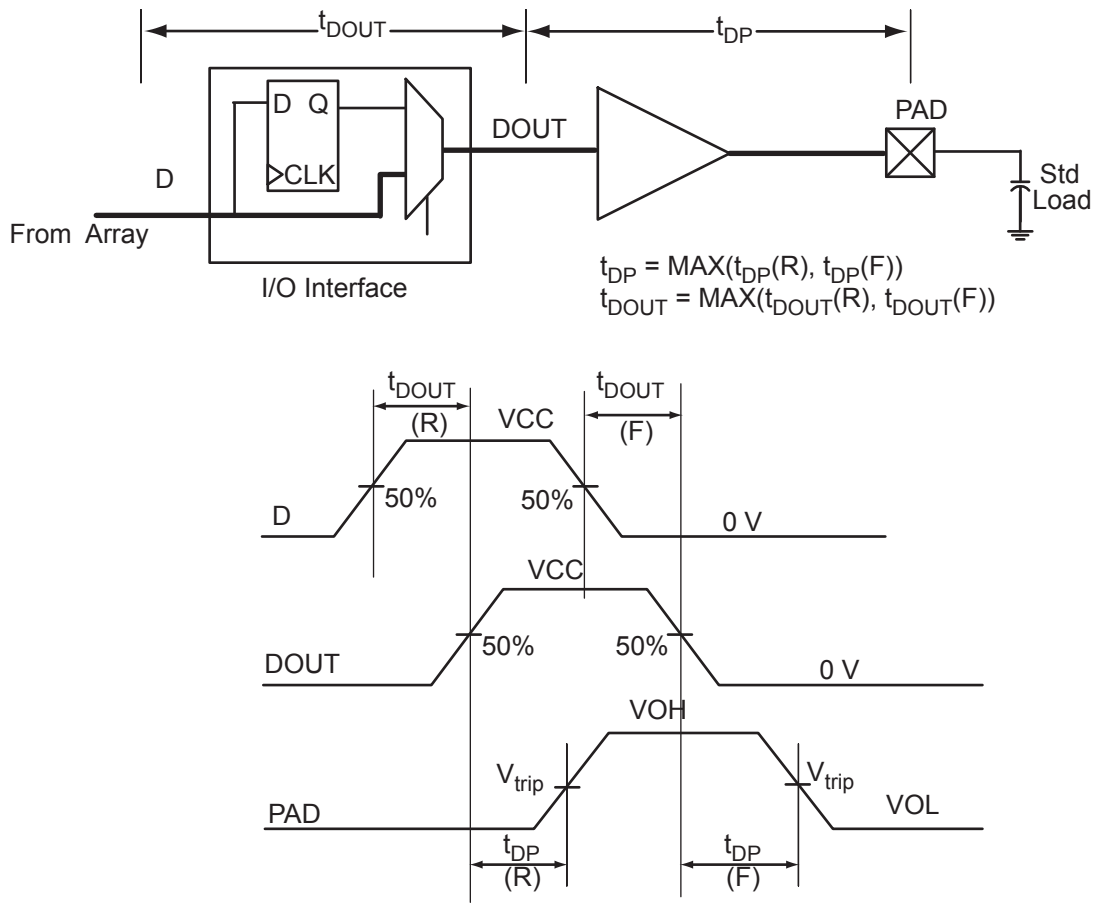 tDOUT
tDP
D Q
CLK
D
From Array
I/O Interface
DOUT
PAD
Std
Load
tDP = MAX(tDP(R), tDP(F))
tDOUT = MAX(tDOUT(R), tDOUT(F))
tDOUT
(R)
VCC
tDOUT
(F)
50%
50%
D
0 V
VCC
50%
50%
DOUT
0 V
VOH
Vtrip
Vtrip
PAD
VOL
tDP
(R)
tDP
(F)